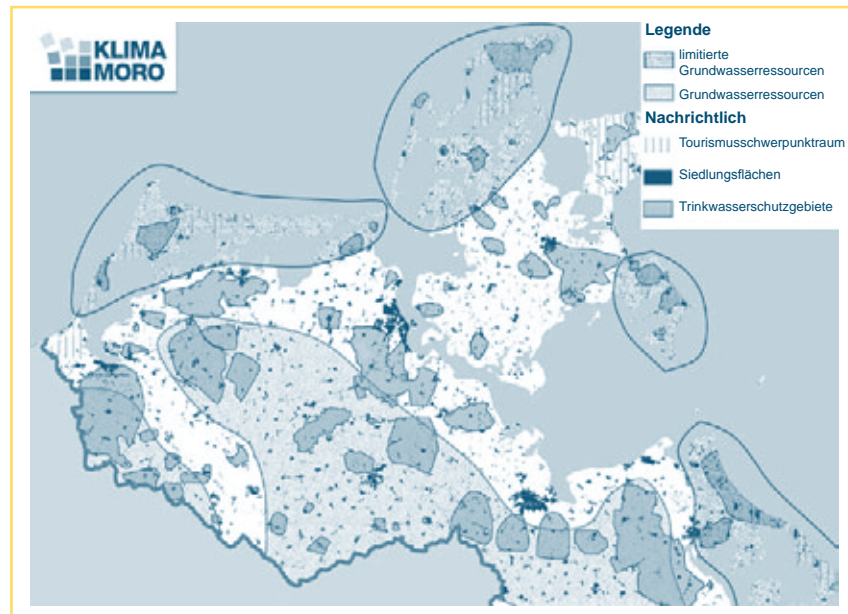 KLIMA
MORO
Legende
limitierte
Grundwasserressourcen
Grundwasserressourcen
Nachrichtlich
Tourismusschwerpunktraum
Siedlungsflächen
Trinkwasserschutzgebiete